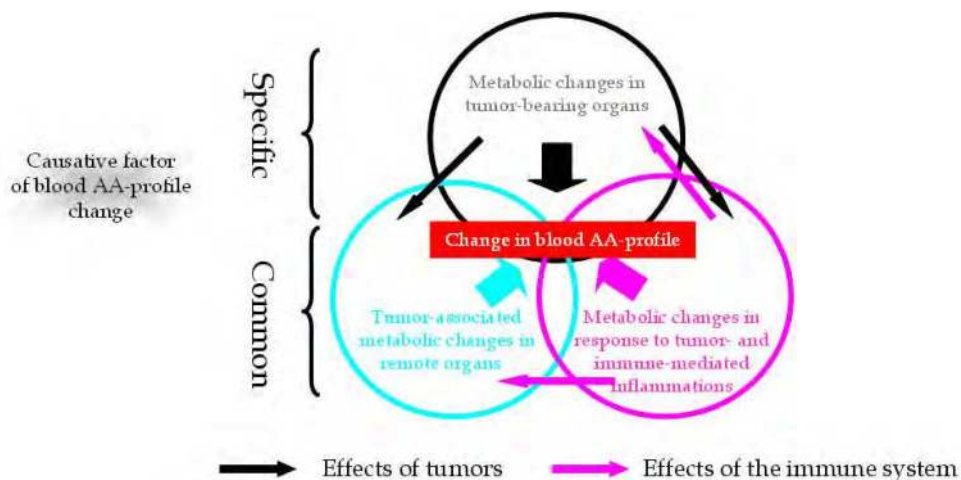 Specific
Metabolic changes in
tumor-bearing organs
Causative factor
of blood AA-profile
change
Change in blood AA-profile
Common
Tumor-associated
metabolic changes in
remote organs
Metabolic changes in
response to tumor- and
immune-mediated
inflammations
Effects of tumors
Effects of the immune system